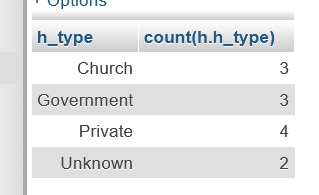 + Options
h_type count(h.h_type)
Church 3
Government 3
Private 4
Unknown 2